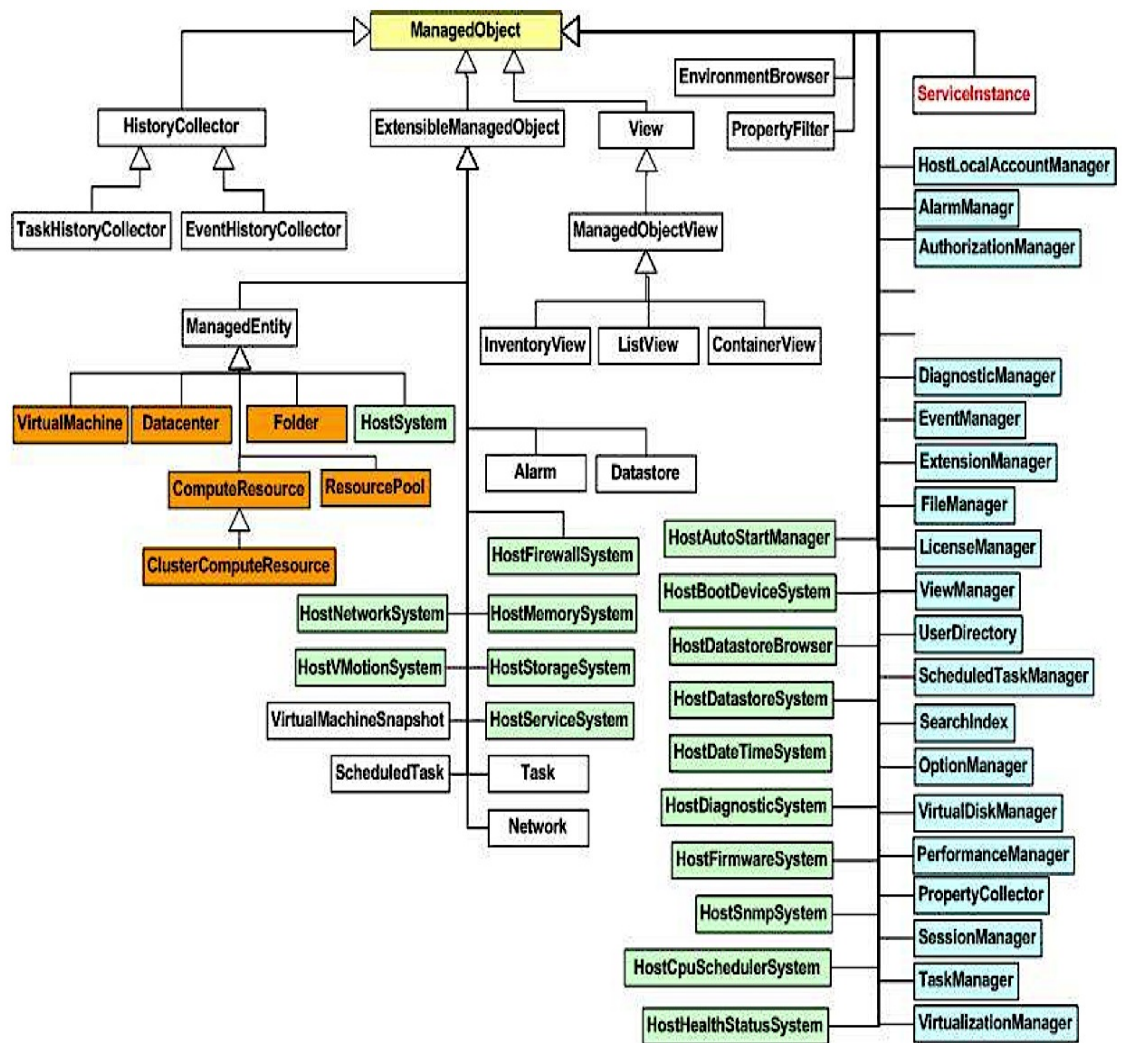 ManagedObject
EnvironmentBrowser
ServiceInstance
HistoryCollector
ExtensibleManagedObject
View
PropertyFilter
HostLocalAccountManager
AlarmManagr
TaskHistoryCollector
EventHistoryCollector
ManagedObjectView
AuthorizationManager
ManagedEntity
InventoryView
ListView
ContainerView
DiagnosticManager
VirtualMachine
Datacenter
Folder
HostSystem
EventManager
Alarm
Datastore
ExtensionManager
ComputeResource
ResourcePool
FileManager
HostAutoStartManager
LicenseManager
HostFirewallSystem
ClusterComputeResource
HostBootDeviceSystem
ViewManager
HostNetworkSystem
HostMemorySystem
UserDirectory
HostDatastoreBrowser
HostVMotionSystem
HostStorageSystem
ScheduledTaskManager
HostDatastoreSystem
VirtualMachineSnapshot
HostServiceSystem
SearchIndex
HostDateTimeSystem
OptionManager
ScheduledTask
Task
HostDiagnosticSystem
VirtualDiskManager
Network
HostFirmwareSystem
PerformanceManager
PropertyCollector
HostSnmpSystem
SessionManager
HostCpuSchedulerSystem
TaskManager
HostHealthStatusSystem
VirtualizationManager